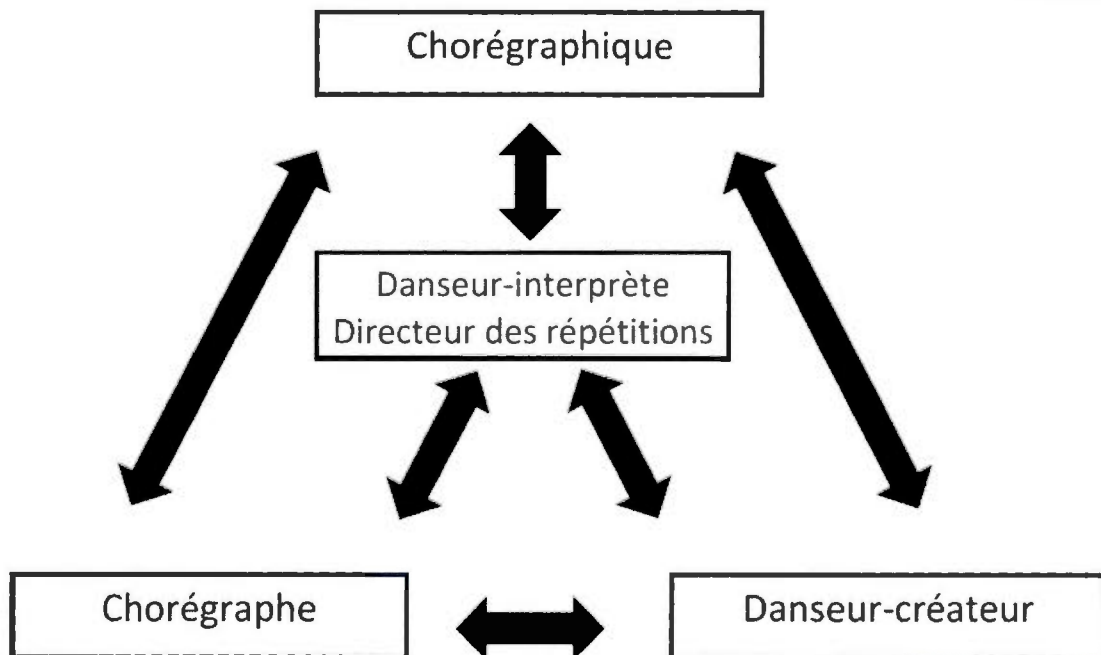 Chorégraphique
Danseur-interprète
Directeur des répétitions
Chorégraphe
Danseur-créateur